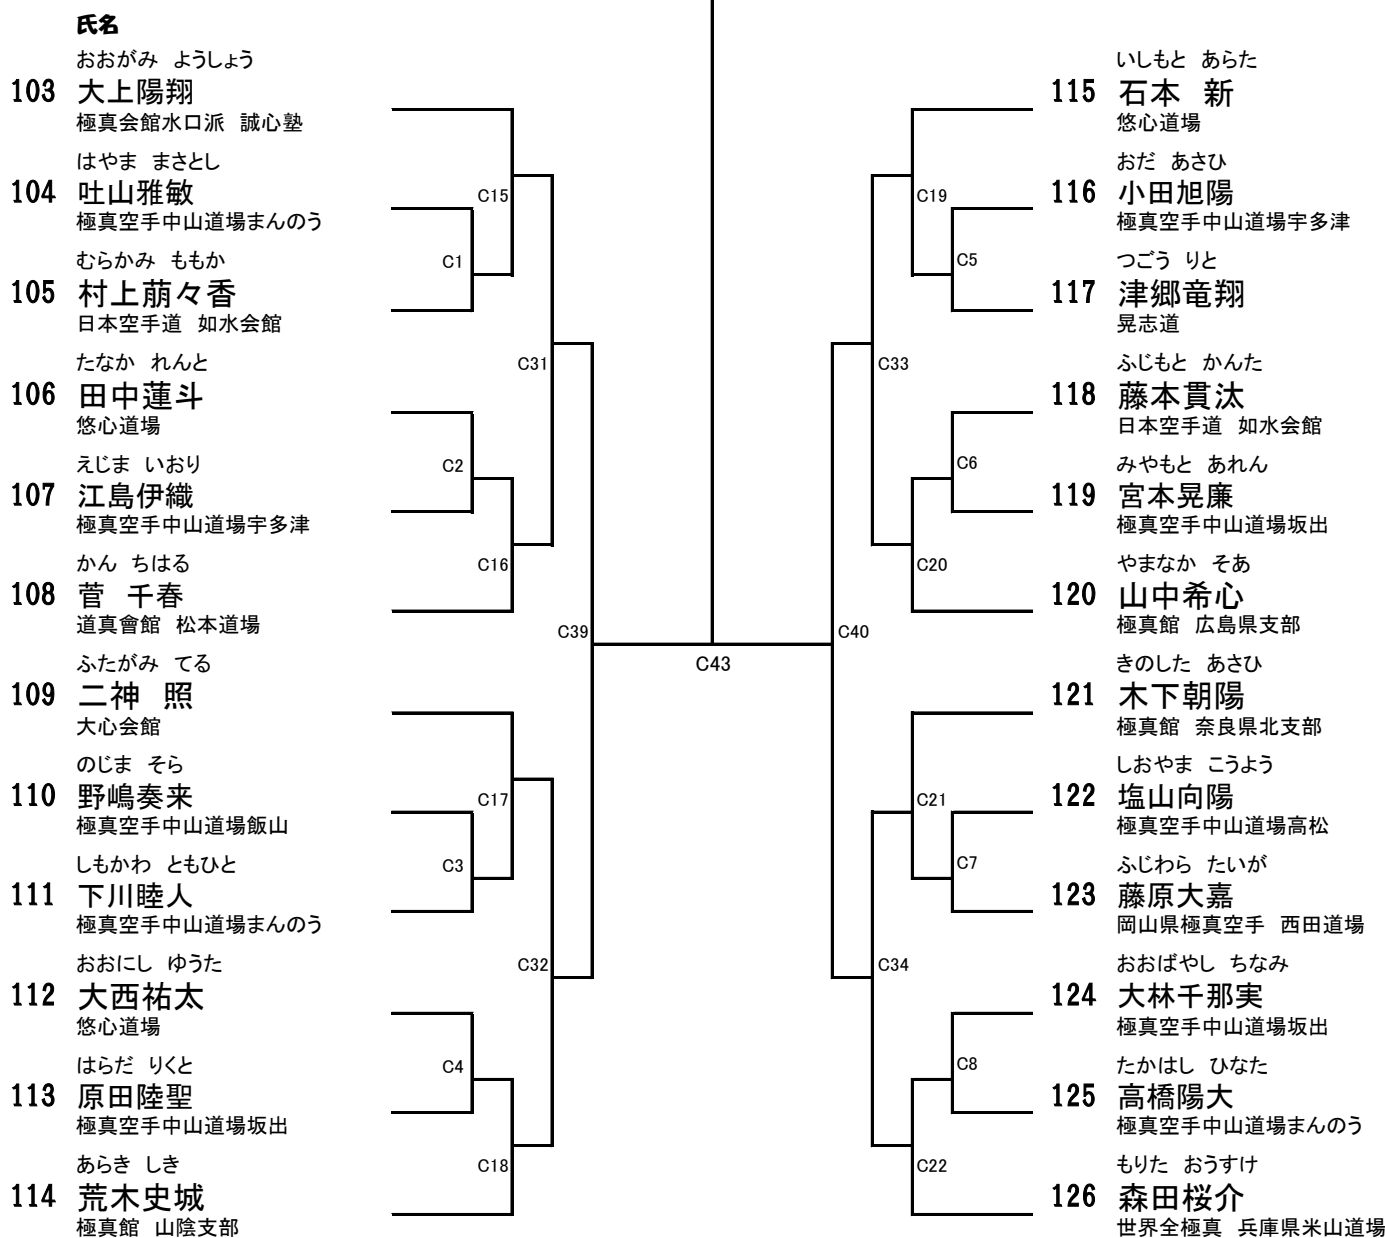 氏名
おおがみ ようしょう
103 大上陽翔
極真会館水口派 誠心塾
はやま まさとし
104 吐山雅敏
極真空手中山道場まんのう
むらかみ ももか
105 村上萠々香
日本空手道 如水会館
たなか れんと
106 田中蓮斗
悠心道場
えじま いおり
107 江島伊織
極真空手中山道場宇多津
かん ちはる
108 菅 千春
道真會館 松本道場
ふたがみ てる
109 二神 照
大心会館
のじま そら
110 野嶋奏来
極真空手中山道場飯山
しもかわ ともひと
111 下川睦人
極真空手中山道場まんのう
おおにし ゆうた
112 大西祐太
悠心道場
はらだ りくと
113 原田陸聖
極真空手中山道場坂出
あらき しき
114 荒木史城
極真館 山陰支部
C15
C1
C31
C2
C16
C39
C17
C3
C32
C4
C18
C43
C19
C5
C33
C6
C20
C40
C21
C7
C34
C8
C22
いしもと あらた
115 石本 新
悠心道場
おだ あさひ
116 小田旭陽
極真空手中山道場宇多津
つごう りと
117 津郷竜翔
晃志道
ふじもと かんた
118 藤本貫汰
日本空手道 如水会館
みやもと あれん
119 宮本晃廉
極真空手中山道場坂出
やまなか そあ
120 山中希心
極真館 広島県支部
きのした あさひ
121 木下朝陽
極真館 奈良県北支部
しおやま こうよう
122 塩山向陽
極真空手中山道場高松
ふじわら たいが
123 藤原大嘉
岡山県極真空手 西田道場
おおばやし ちなみ
124 大林千那実
極真空手中山道場坂出
たかはし ひなた
125 高橋陽大
極真空手中山道場まんのう
もりた おうすけ
126 森田桜介
世界全極真 兵庫県米山道場